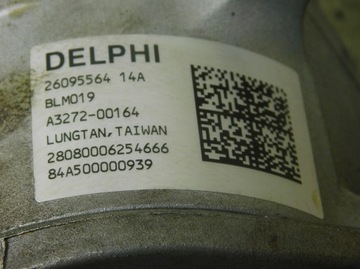 DELPHI
26095564 14A
BLM019
A3272-00164
LUNGTAN,TAIWAN
28080006254666
84A500000939